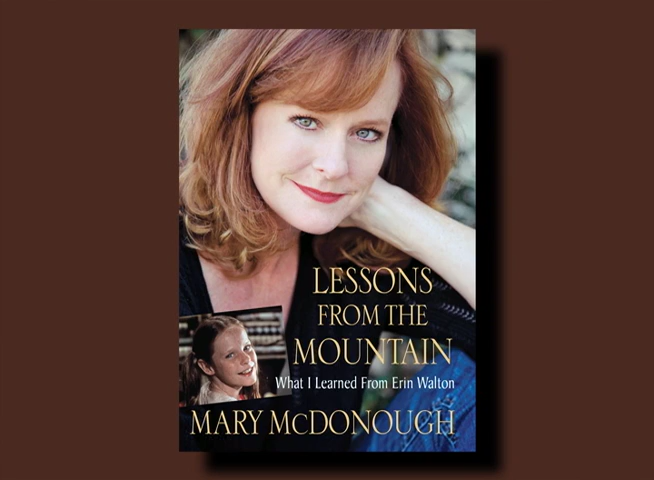 LESSONS
FROM THE
MOUNTAIN
What I Learned From Erin Walton
MARY McDONOUGH